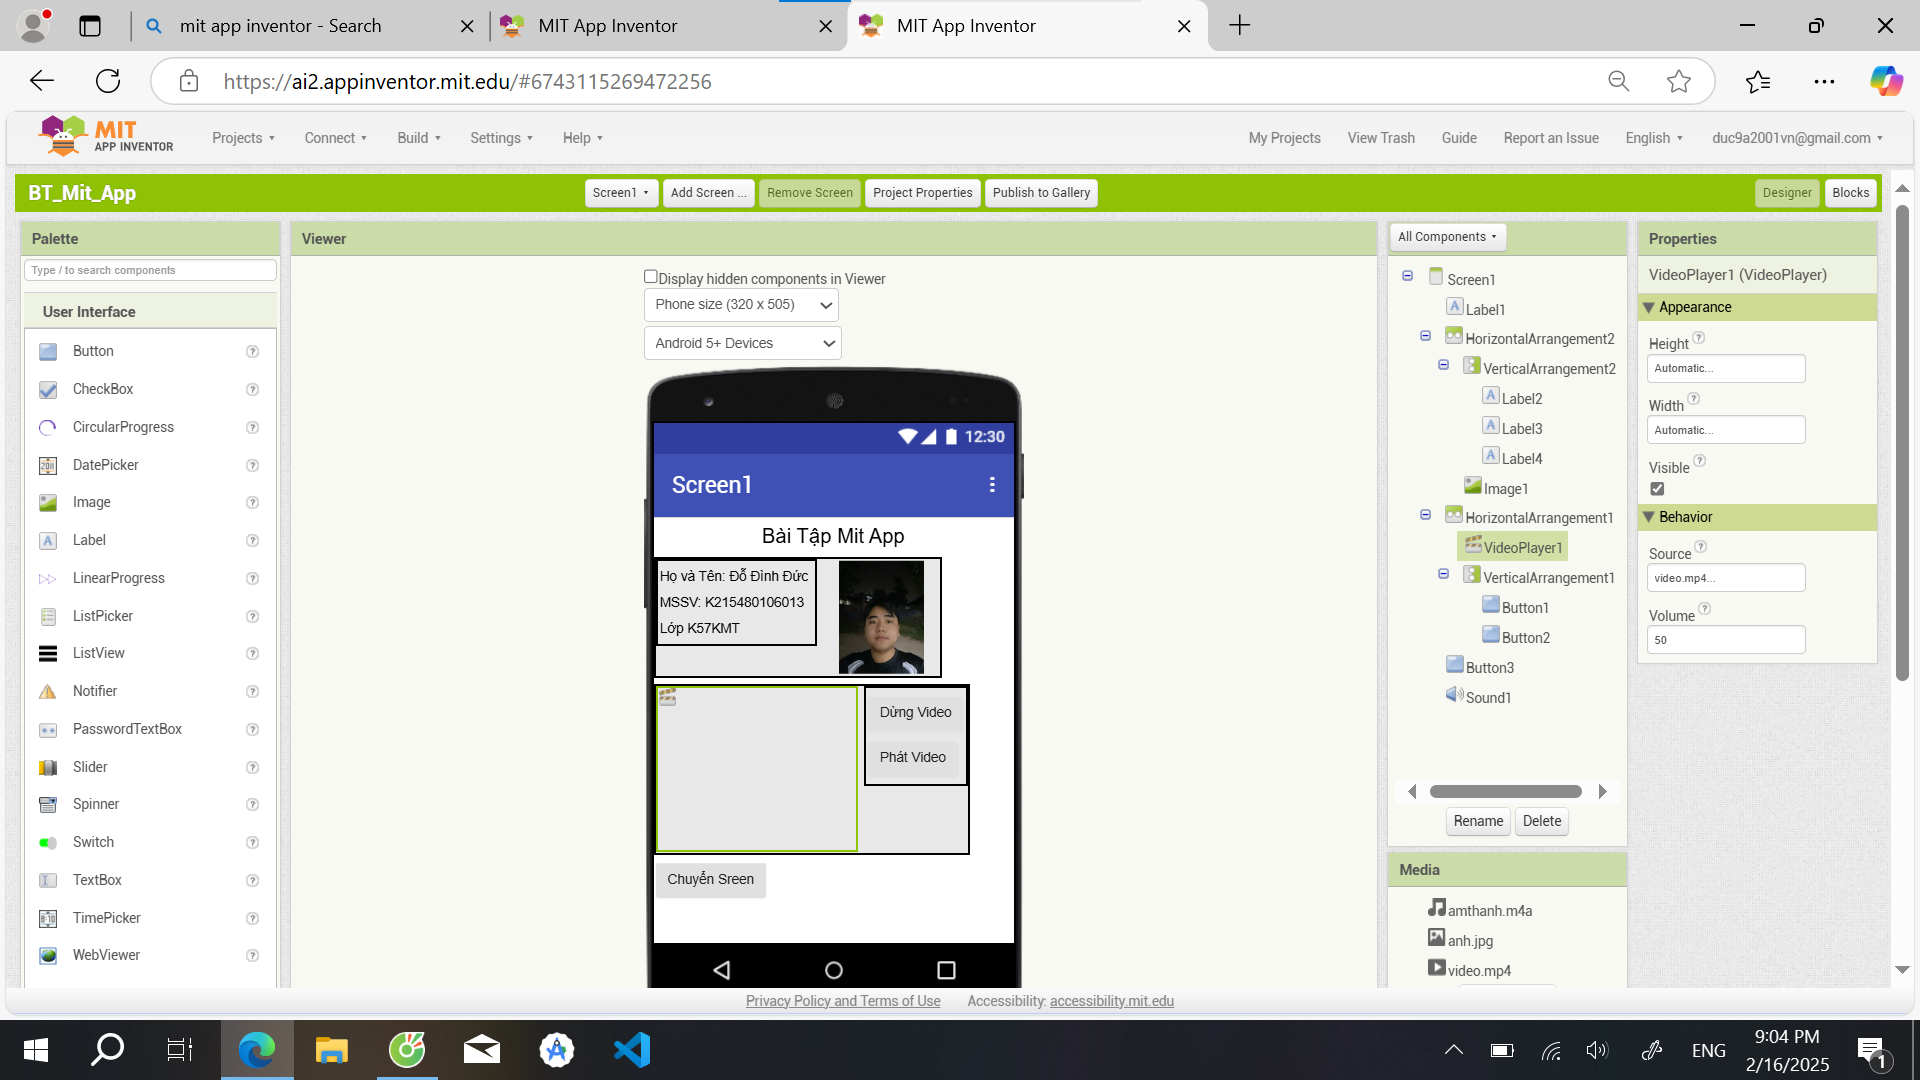 mit app inventor - Search
MIT App Inventor
MIT App Inventor
https://ai2.appinventor.mit.edu/#6743115269472256
MIT
APP INVENTOR
Projects
Connect
Build
Settings
Help
My Projects
View Trash
Guide
Report an Issue
English
duc9a2001vn@gmail.com
BT_Mit_App
Screen1
Add Screen ...
Remove Screen
Project Properties
Publish to Gallery
Designer
Blocks
Palette
Type / to search components
User Interface
Button
CheckBox
CircularProgress
DatePicker
Image
Label
LinearProgress
ListPicker
ListView
Notifier
PasswordTextBox
Slider
Spinner
Switch
TextBox
TimePicker
WebViewer
Viewer
Display hidden components in Viewer
Phone size (320 x 505)
Android 5+ Devices
12:30
Screen1
Bài Tập Mit App
Họ và Tên: Đỗ Đình Đức
MSSV: K215480106013
Lớp K57KMT
Dừng Video
Phát Video
Chuyển Sreen
All Components
Screen1
Label1
HorizontalArrangement2
VerticalArrangement2
Label2
Label3
Label4
Image1
HorizontalArrangement1
VideoPlayer1
VerticalArrangement1
Button1
Button2
Button3
Sound1
Rename
Delete
Media
amthanh.m4a
anh.jpg
video.mp4
Properties
VideoPlayer1 (VideoPlayer)
Appearance
Height
Automatic...
Width
Automatic...
Visible
Behavior
Source
video.mp4...
Volume
50
Privacy Policy and Terms of Use
Accessibility: accessibility.mit.edu
ENG
9:04 PM
2/16/2025
1